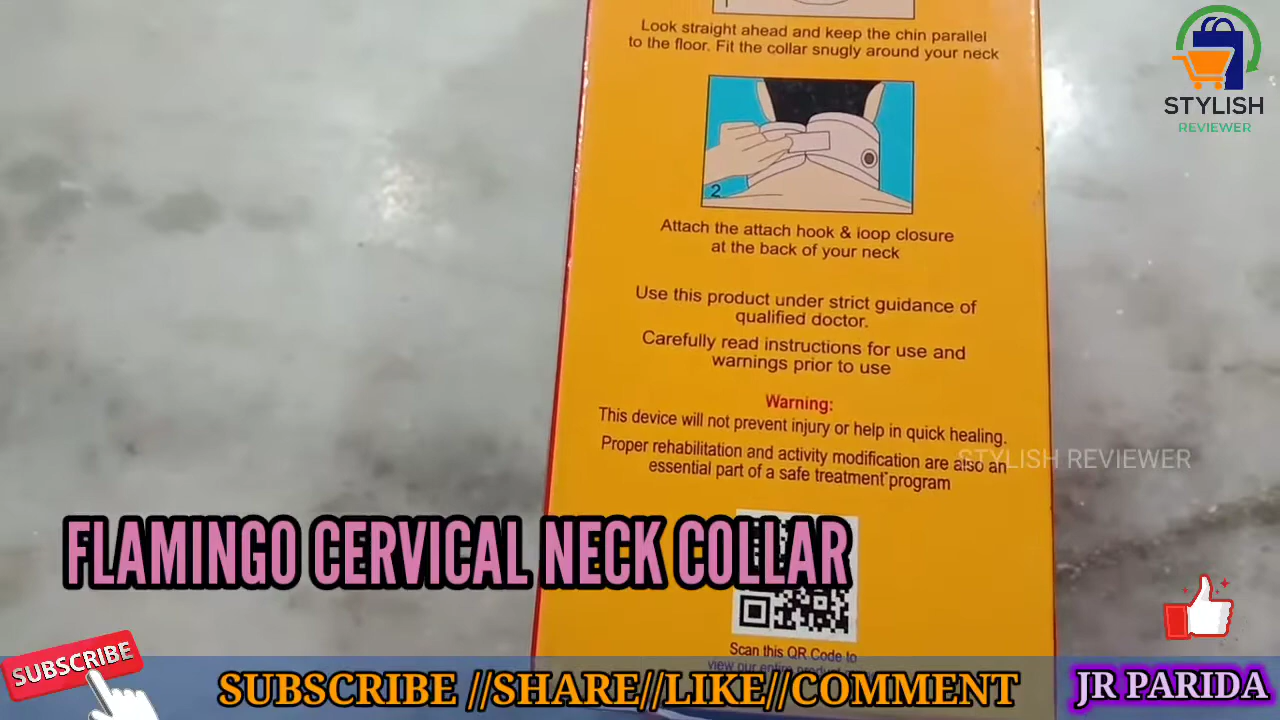 1
Look straight ahead and keep the chin parallel
to the floor. Fit the collar snugly around your neck
STYLISH
REVIEWER
2
Attach the attach hook & loop closure
at the back of your neck
Use this product under strict guidance of
qualified doctor.
Carefully read instructions for use and
warnings prior to use
Warning:
This device will not prevent injury or help in quick healing.
Proper rehabilitation and activity modification are also an
essential part of a safe treatment program
STYLISH REVIEWER
FLAMINGO CERVICAL NECK COLLAR
Scan this QR Code to
view our entire product
SUBSCRIBE
SUBSCRIBE //SHARE//LIKE//COMMENT
JR PARIDA